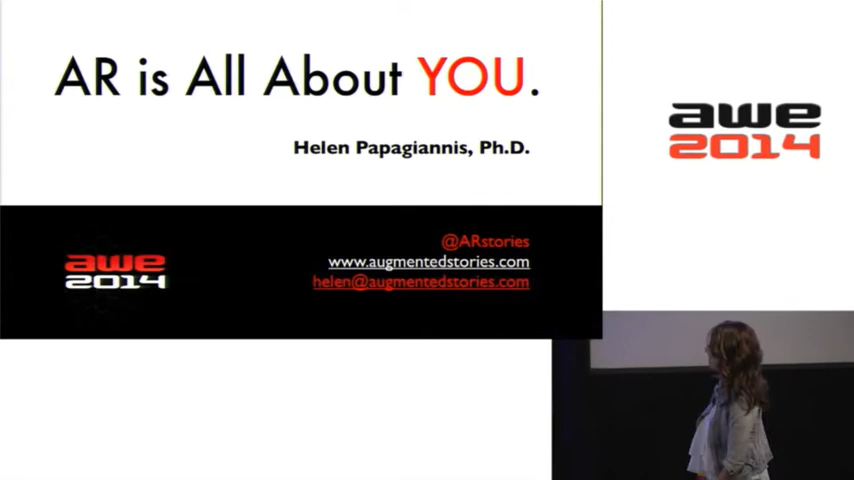 AR is All About YOU.
Helen Papagiannis, Ph.D.
awe
2014
@ARstories
www.augmentedstories.com
helen@augmentedstories.com
awe
2014